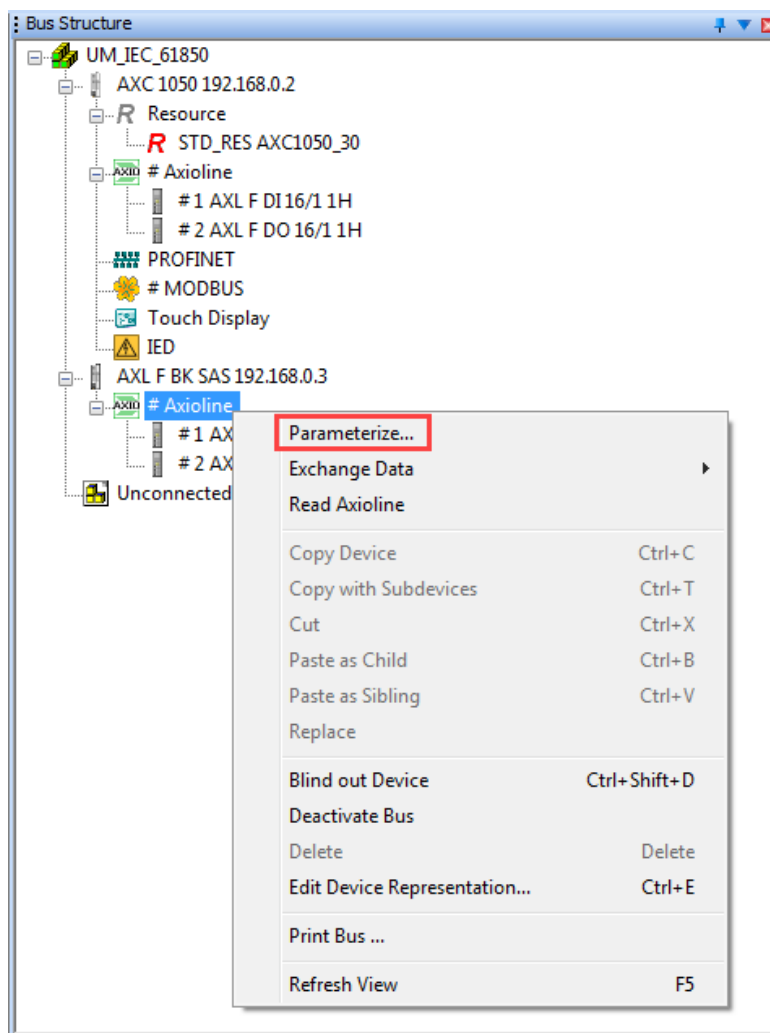 Bus Structure
UM_IEC_61850
AXC 1050 192.168.0.2
R Resource
R STD_RES AXC1050_30
AXIO # Axioline
#1 AXL F DI 16/1 1H
#2 AXL F DO 16/1 1H
PROFINET
# MODBUS
Touch Display
IED
AXL F BK SAS 192.168.0.3
AXIO # Axioline
#1 AX
#2 AX
Unconnected
Parameterize...
Exchange Data
Read Axioline
Copy Device Ctrl+C
Copy with Subdevices Ctrl+T
Cut Ctrl+X
Paste as Child Ctrl+B
Paste as Sibling Ctrl+V
Replace
Blind out Device Ctrl+Shift+D
Deactivate Bus
Delete Delete
Edit Device Representation... Ctrl+E
Print Bus ...
Refresh View F5